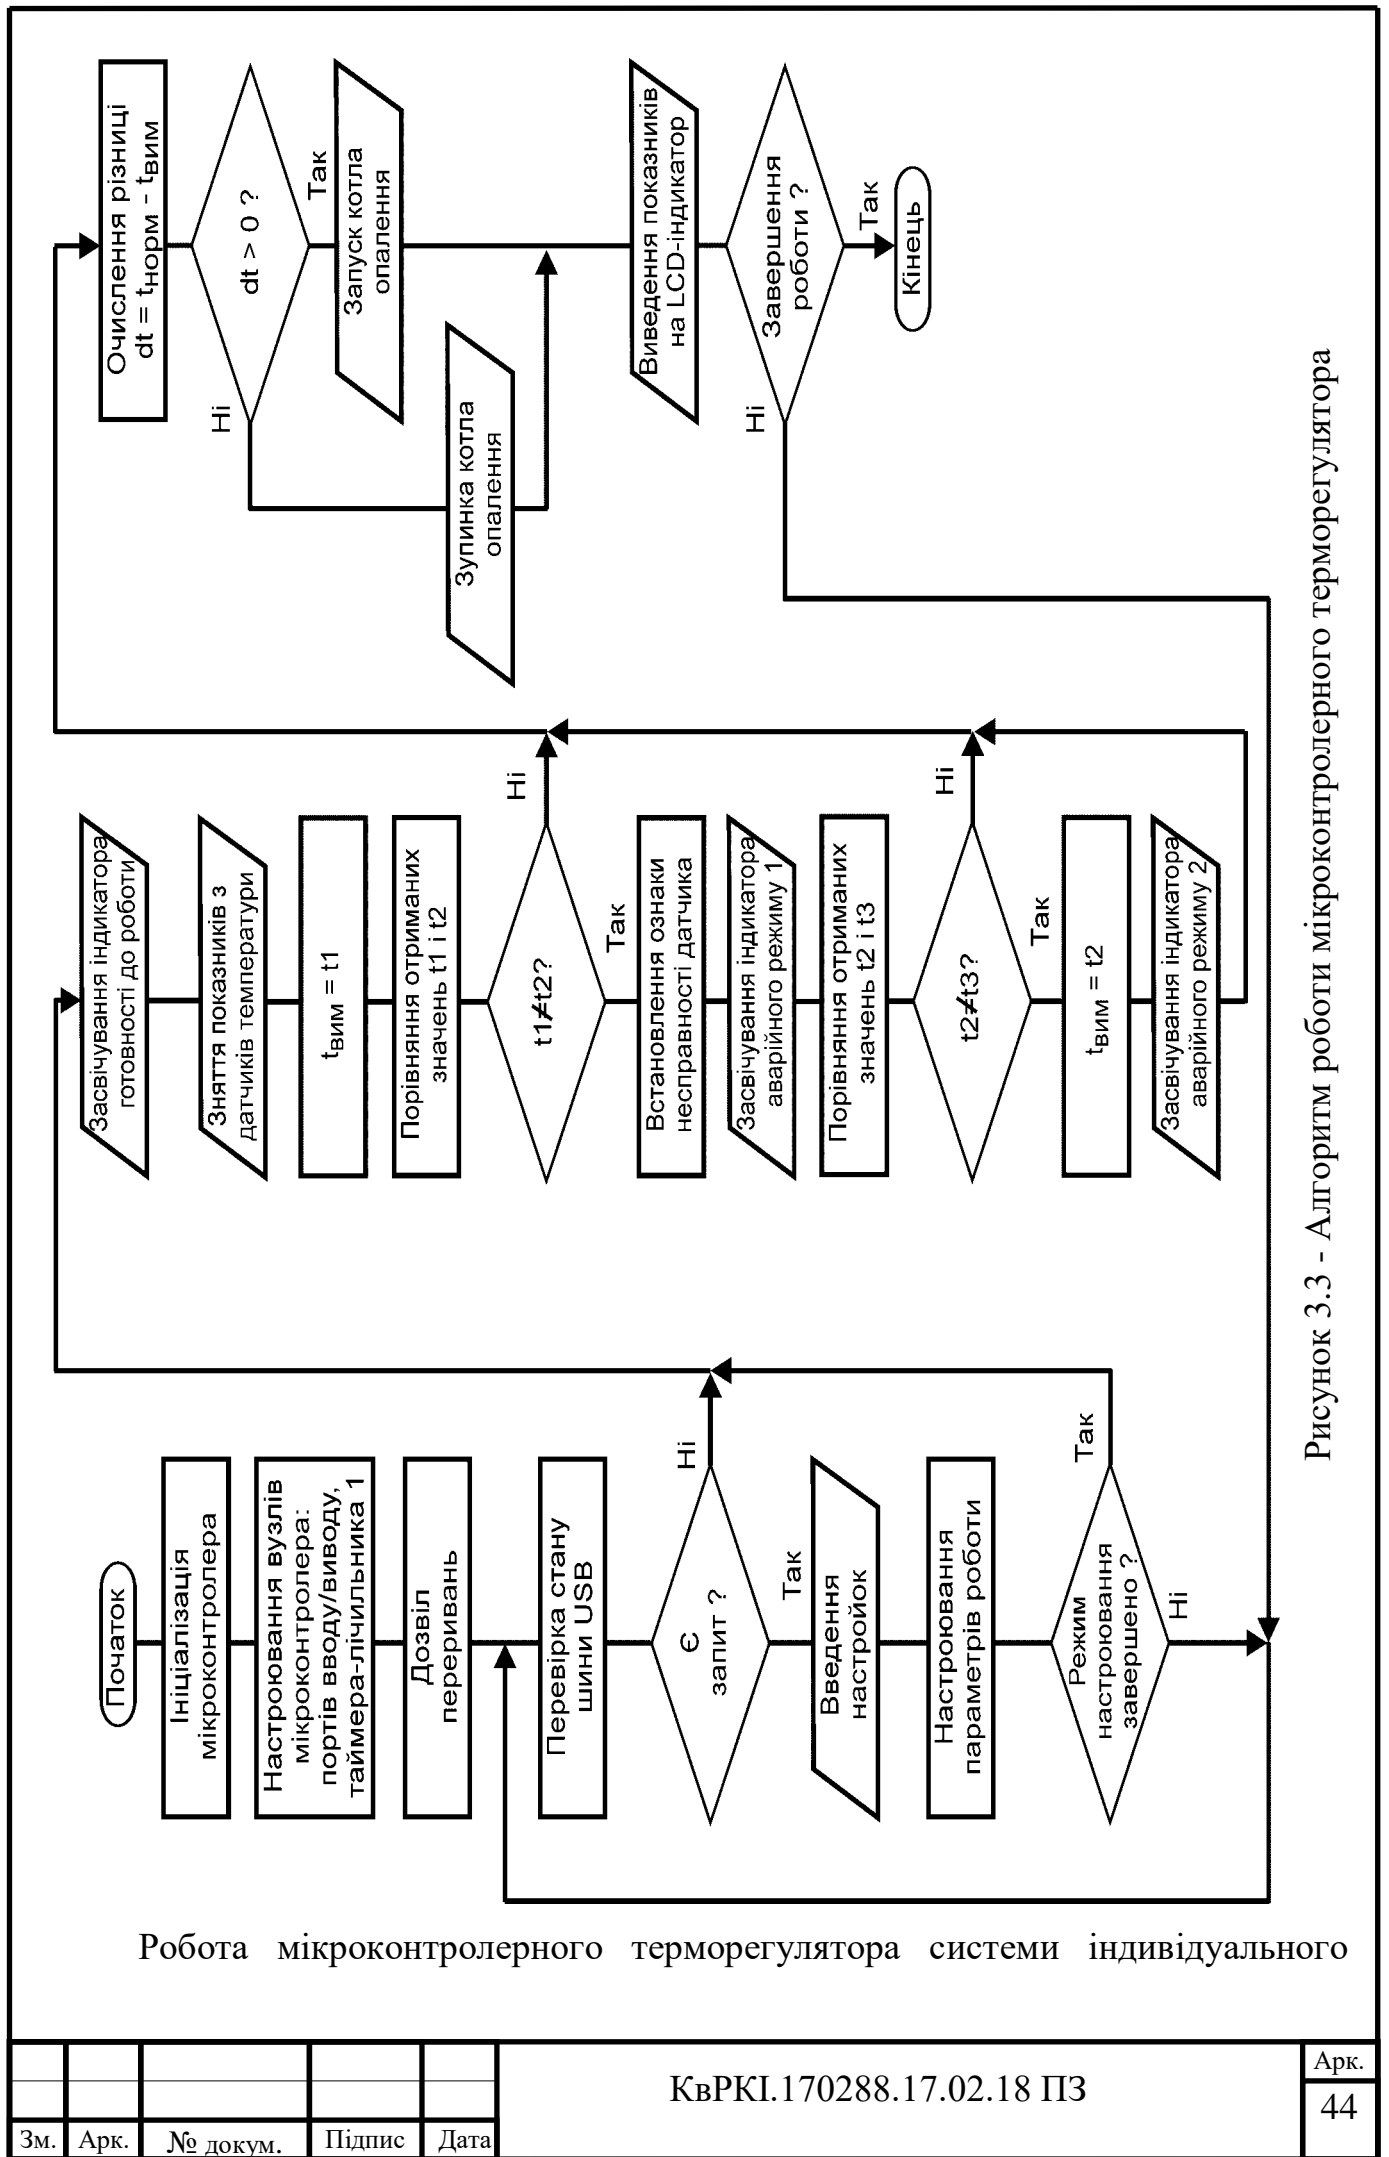 Початок
Ініціалізація
мікроконтролера
Настроювання вузлів
мікроконтролера:
портів вводу/виводу,
таймера-лічильника 1
Дозвіл
переривань
Перевірка стану
шини USB
Є
запит ?
Ні
Так
Введення
настройок
Настроювання
параметрів роботи
Режим
настроювання
завершено ?
Так
Ні
Засвічування індикатора
готовності до роботи
Зняття показників з
датчиків температури
tвим = t1
Порівняння отриманих
значень t1 і t2
t1≠t2?
Ні
Так
Встановлення ознаки
несправності датчика
Засвічування індикатора
аварійного режиму 1
Порівняння отриманих
значень t2 і t3
t2≠t3?
Ні
Так
tвим = t2
Засвічування індикатора
аварійного режиму 2
Очислення різниці
dt = tнорм - tвим
dt > 0 ?
Ні
Так
Запуск котла
опалення
Зупинка котла
опалення
Виведення показників
на LCD-індикатор
Завершення
роботи ?
Ні
Так
Кінець
Рисунок 3.3 - Алгоритм роботи мікроконтролерного терморегулятора
Робота мікроконтролерного терморегулятора системи індивідуального
КвРКІ.170288.17.02.18 ПЗ
Арк.
44
Зм. Арк. № докум. Підпис Дата